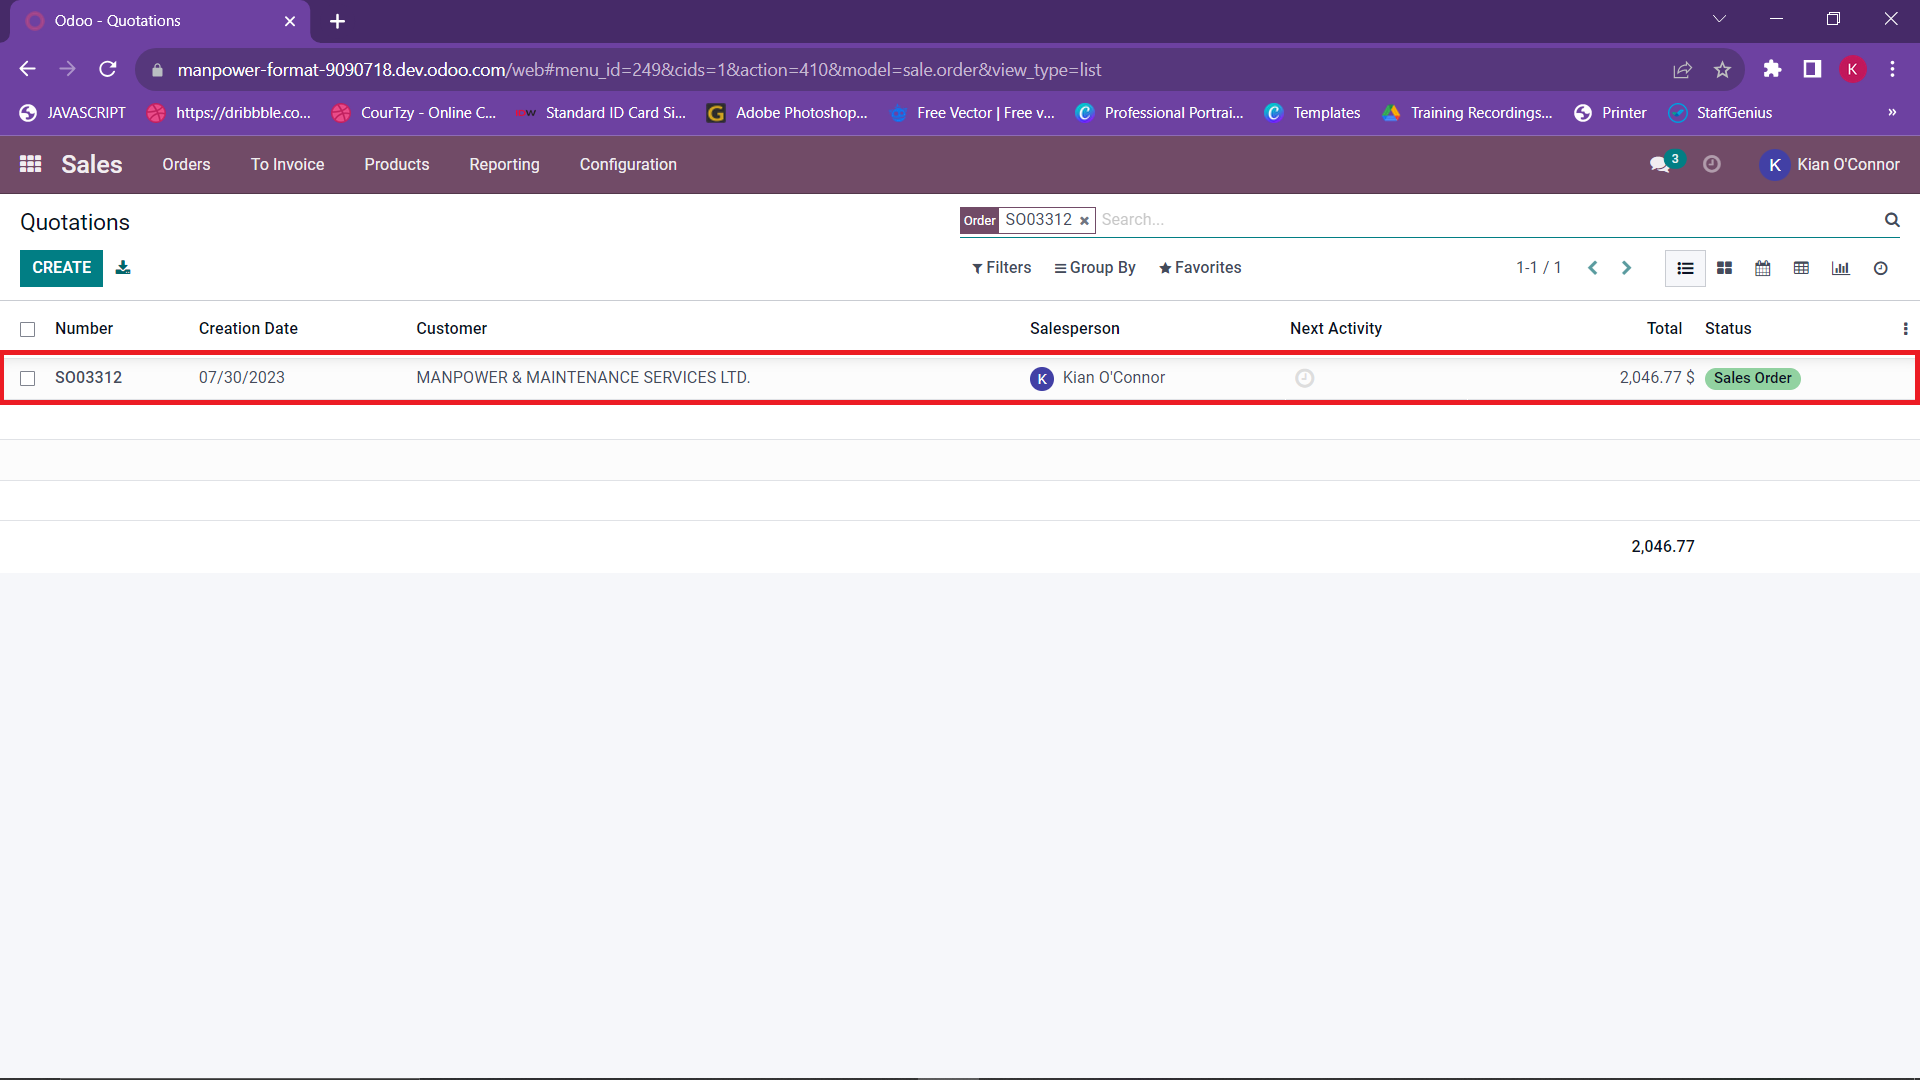 Odoo - Quotations
manpower-format-9090718.dev.odoo.com/web#menu_id=249&cids=1&action=410&model=sale.order&view_type=list
K
JAVASCRIPT https://dribbble.co... CourTzy - Online C... Standard ID Card Si... Adobe Photoshop... Free Vector | Free v... Professional Portrai... Templates Training Recordings... Printer StaffGenius »
Sales Orders To Invoice Products Reporting Configuration 3 K Kian O'Connor
Quotations
Order SO03312 Search...
CREATE
Filters Group By Favorites 1-1 / 1
Number Creation Date Customer Salesperson Next Activity Total Status
SO03312 07/30/2023 MANPOWER & MAINTENANCE SERVICES LTD. K Kian O'Connor 2,046.77 $ Sales Order
2,046.77